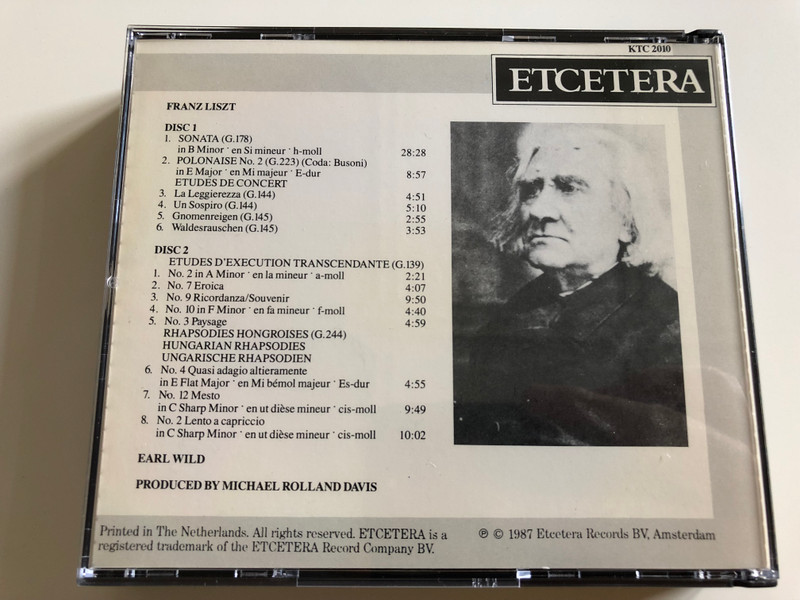 KTC 2010
ETCETERA
FRANZ LISZT
DISC 1
1. SONATA (G.178)
in B Minor · en Si mineur · h-moll 28:28
2. POLONAISE No. 2 (G.223) (Coda: Busoni)
in E Major · en Mi majeur · E-dur 8:57
ETUDES DE CONCERT
3. La Leggierezza (G.144) 4:51
4. Un Sospiro (G.144) 5:10
5. Gnomenreigen (G.145) 2:55
6. Waldesrauschen (G.145) 3:53
DISC 2
ETUDES D'EXECUTION TRANSCENDANTE (G.139)
1. No. 2 in A Minor · en la mineur · a-moll 2:21
2. No. 7 Eroica 4:07
3. No. 9 Ricordanza/Souvenir 9:50
4. No. 10 in F Minor · en fa mineur · f-moll 4:40
5. No. 3 Paysage 4:59
RHAPSODIES HONGROISES (G.244)
HUNGARIAN RHAPSODIES
UNGARISCHE RHAPSODIEN
6. No. 4 Quasi adagio altieramente
in E Flat Major · en Mi bémol majeur · Es-dur 4:55
7. No. 12 Mesto
in C Sharp Minor · en ut dièse mineur · cis-moll 9:49
8. No. 2 Lento a capriccio
in C Sharp Minor · en ut dièse mineur · cis-moll 10:02
EARL WILD
PRODUCED BY MICHAEL ROLLAND DAVIS
Printed in The Netherlands. All rights reserved. ETCETERA is a
registered trademark of the ETCETERA Record Company BV.
℗ © 1987 Etcetera Records BV, Amsterdam